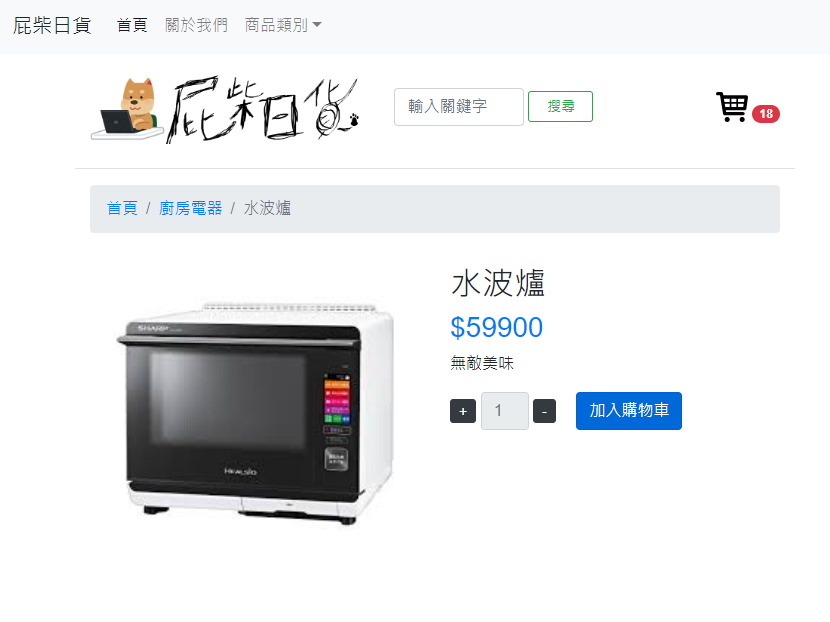 屁柴日貨 首頁 關於我們 商品類別
屁柴日貨 輸入關鍵字 搜尋 18
首頁 / 廚房電器 / 水波爐
水波爐
$59900
無敵美味
+ 1 - 加入購物車
SHARP
HEALSIO